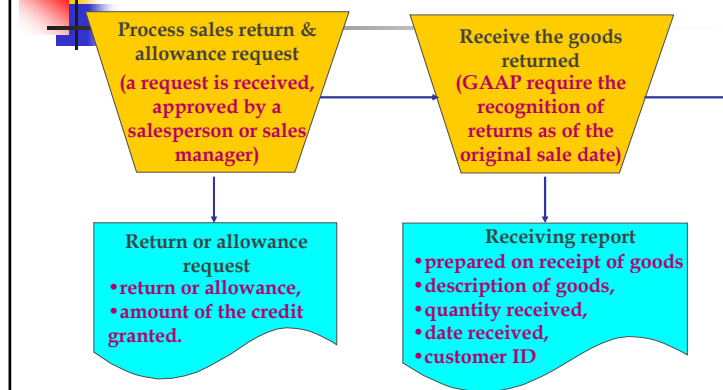 Process sales return &
allowance request
(a request is received,
approved by a
salesperson or sales
manager)
Receive the goods
returned
(GAAP require the
recognition of
returns as of the
original sale date)
Return or allowance
request
•return or allowance,
•amount of the credit
granted.
Receiving report
•prepared on receipt of goods
•description of goods,
•quantity received,
•date received,
•customer ID